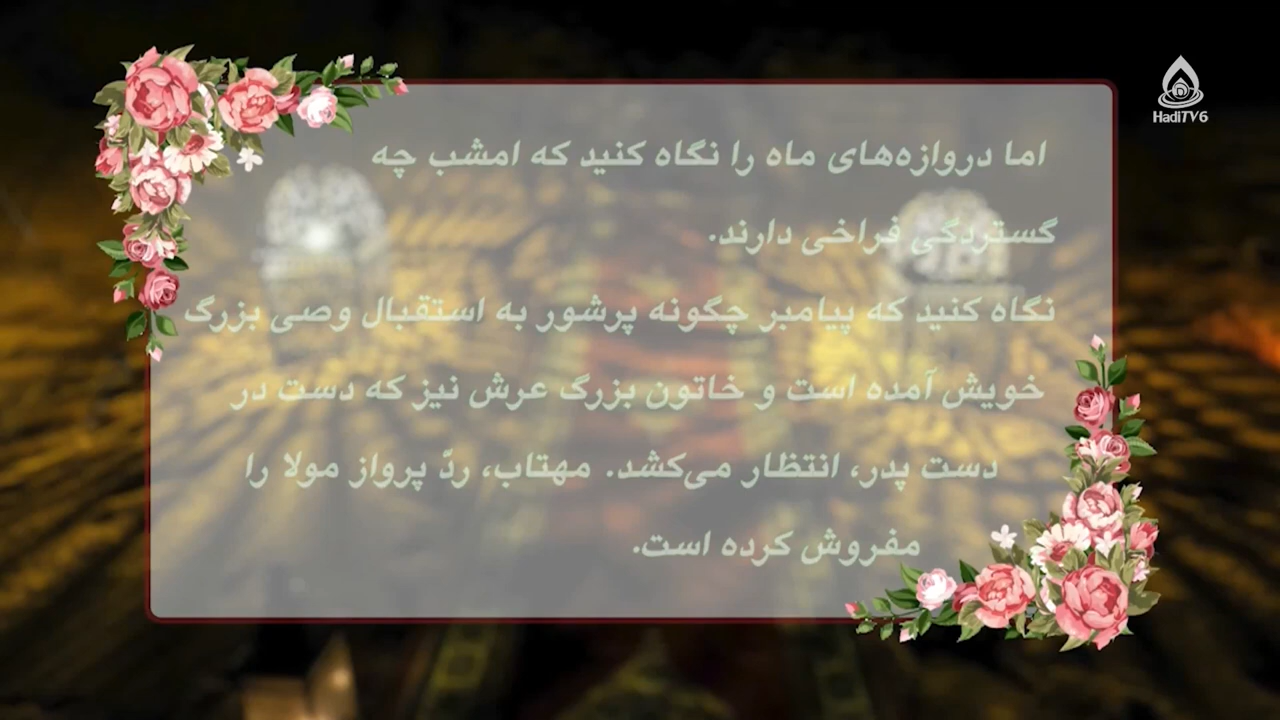 HadiTV6
اما دروازه‌های ماه را نگاه کنید که امشب چه
گستردگی فراخی دارند.
نگاه کنید که پیامبر چگونه پرشور به استقبال وصی بزرگ
خویش آمده است و خاتون بزرگ عرش نیز که دست در
دست پدر، انتظار می‌کشد. مهتاب، ردّ پرواز مولا را
مفروش کرده است.